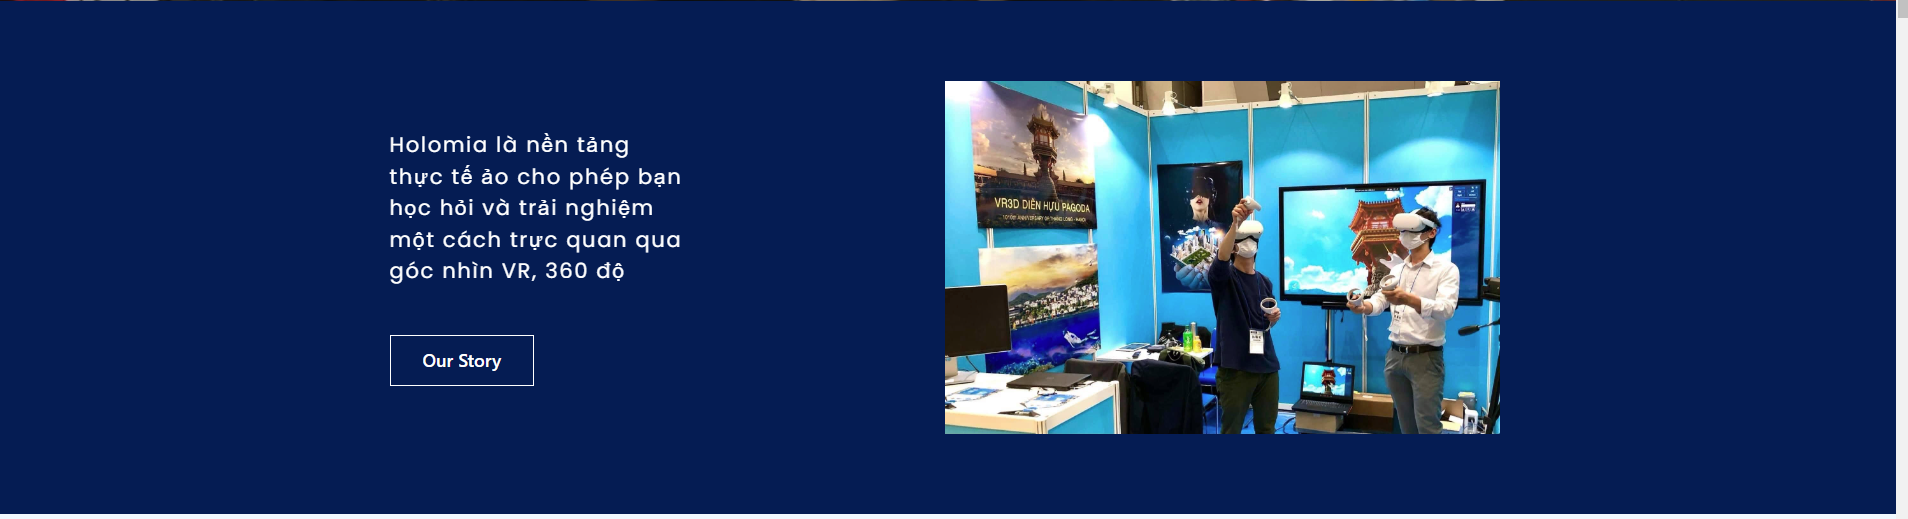 Holomia là nền tảng
thực tế ảo cho phép bạn
học hỏi và trải nghiệm
một cách trực quan qua
góc nhìn VR, 360 độ
Our Story
VR3D DIÊN HỰU PAGODA